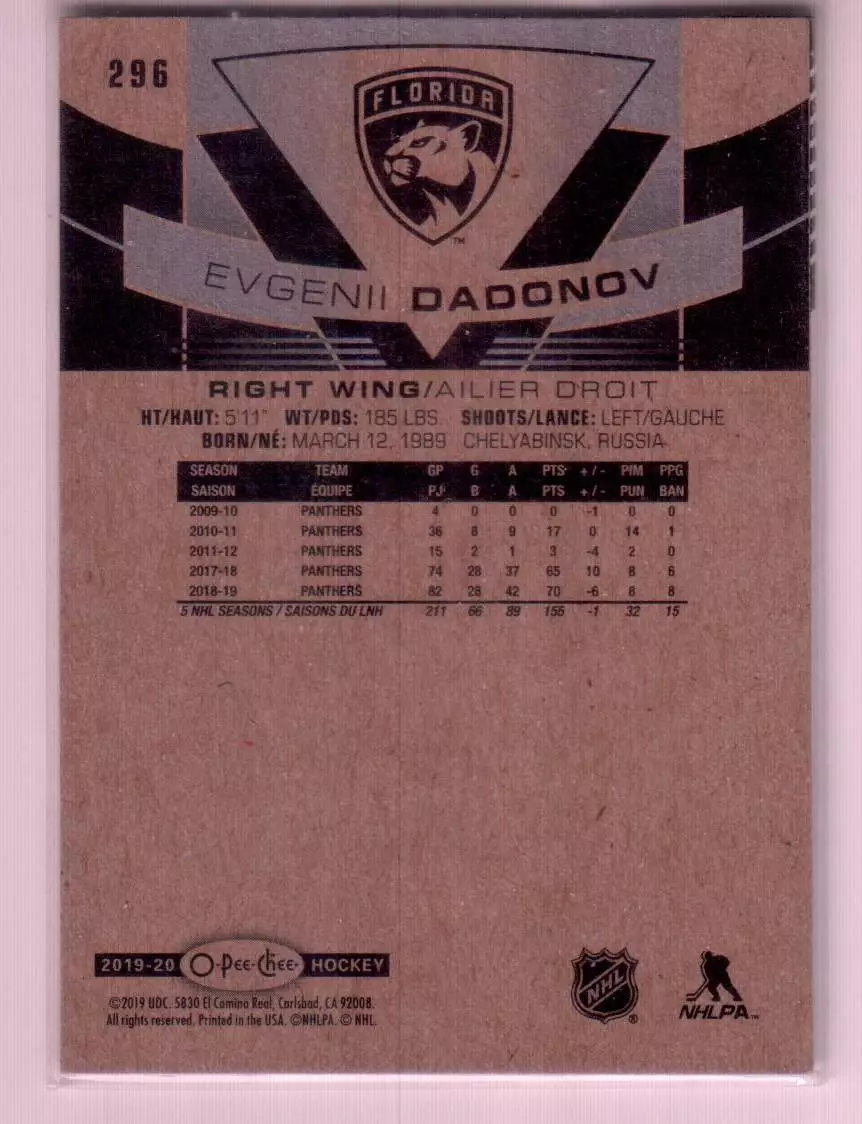 296
FLORIDA
TM
EVGENII DADONOV
RIGHT WING/AILIER DROIT
HT/HAUT: 5'11" WT/PDS: 185 LBS. SHOOTS/LANCE: LEFT/GAUCHE
BORN/NÉ: MARCH 12, 1989 CHELYABINSK, RUSSIA
SEASON TEAM GP G A PTS +/- PIM PPG
SAISON ÉQUIPE PJ B A PTS +/- PUN BAN
2009-10 PANTHERS 4 0 0 0 -1 0 0
2010-11 PANTHERS 36 8 9 17 0 14 1
2011-12 PANTHERS 15 2 1 3 -4 2 0
2017-18 PANTHERS 74 28 37 65 10 8 6
2018-19 PANTHERS 82 28 42 70 -6 8 8
5 NHL SEASONS / SAISONS DU LNH 211 66 89 155 -1 32 15
2019-20 O-Pee-Chee HOCKEY
©2019 UDC. 5830 El Camino Real, Carlsbad, CA 92008.
All rights reserved. Printed in the USA. ©NHLPA. © NHL.
NHL ®
NHLPA TM